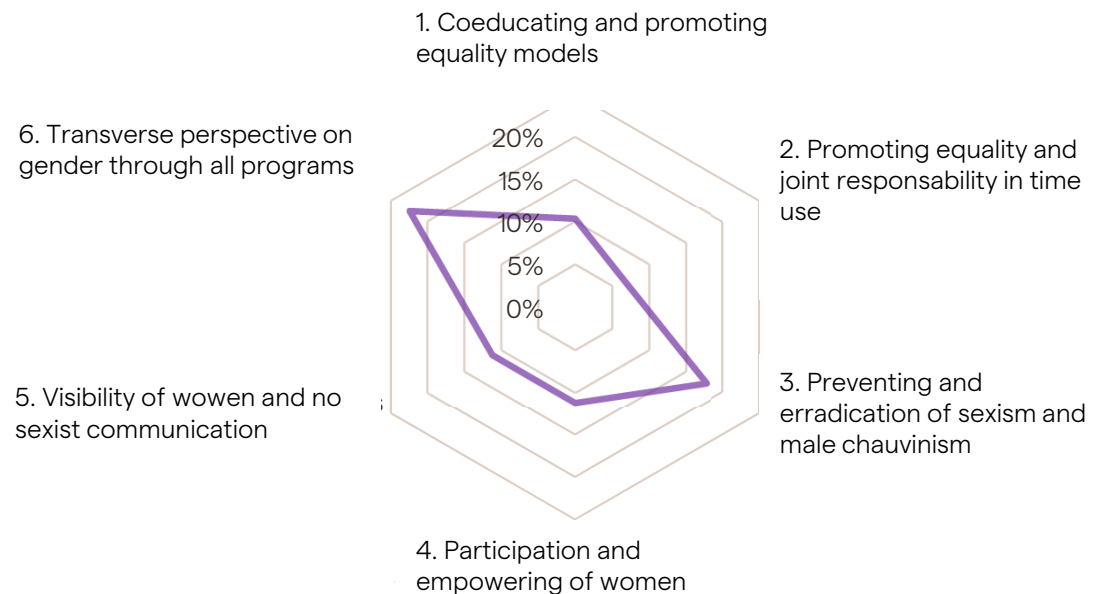 1. Coeducating and promoting
equality models
6. Transverse perspective on
gender through all programs
20%
15%
10%
5%
0%
2. Promoting equality and
joint responsability in time
use
5. Visibility of wowen and no
sexist communication
3. Preventing and
erradication of sexism and
male chauvinism
4. Participation and
empowering of women